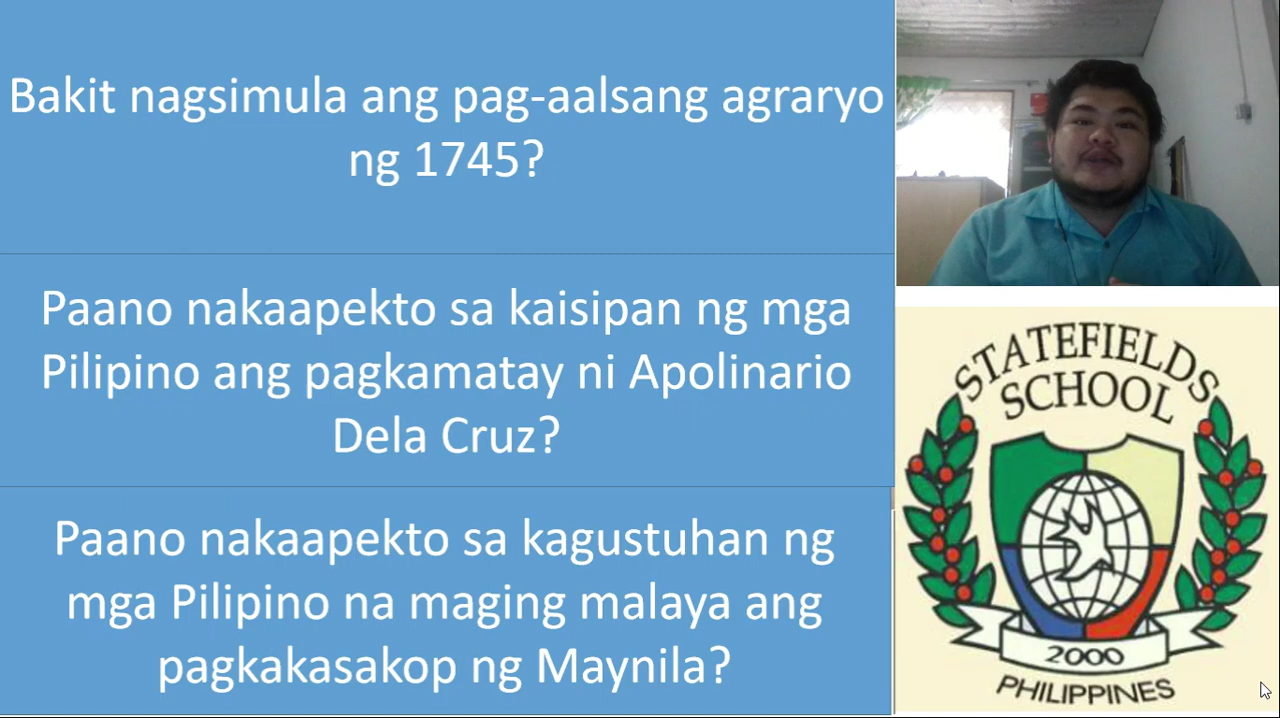 Bakit nagsimula ang pag-aalsang agraryo
ng 1745?
Paano nakaapekto sa kaisipan ng mga
Pilipino ang pagkamatay ni Apolinario
Dela Cruz?
Paano nakaapekto sa kagustuhan ng
mga Pilipino na maging malaya ang
pagkakasakop ng Maynila?
STATEFIELDS
SCHOOL
2000
PHILIPPINES